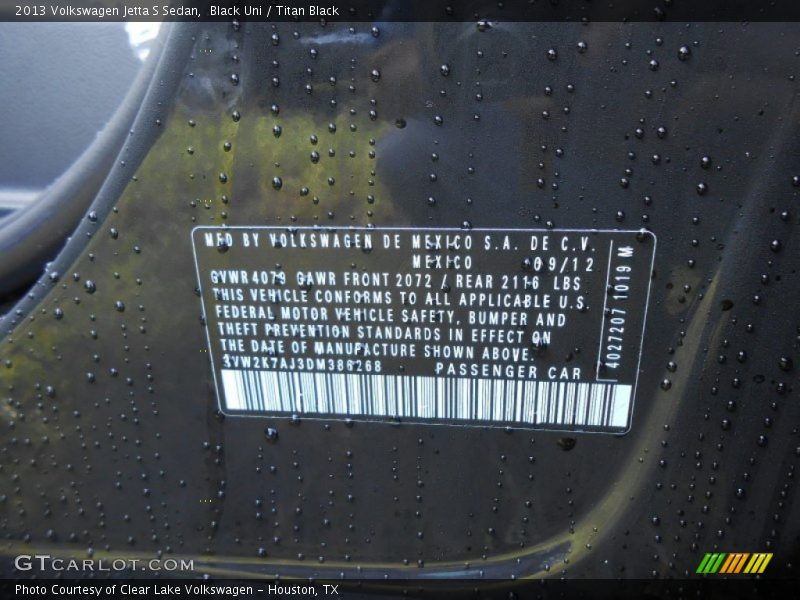 2013 Volkswagen Jetta S Sedan, Black Uni / Titan Black
MFD BY VOLKSWAGEN DE MEXICO S.A. DE C.V.
MEXICO 09/12
GVWR 4079 GAWR FRONT 2072 / REAR 2116 LBS
THIS VEHICLE CONFORMS TO ALL APPLICABLE U.S.
FEDERAL MOTOR VEHICLE SAFETY, BUMPER AND
THEFT PREVENTION STANDARDS IN EFFECT ON
THE DATE OF MANUFACTURE SHOWN ABOVE.
3VW2K7AJ3DM386268 PASSENGER CAR
4027207 1019 M
GTCarLot.com
Photo Courtesy of Clear Lake Volkswagen - Houston, TX